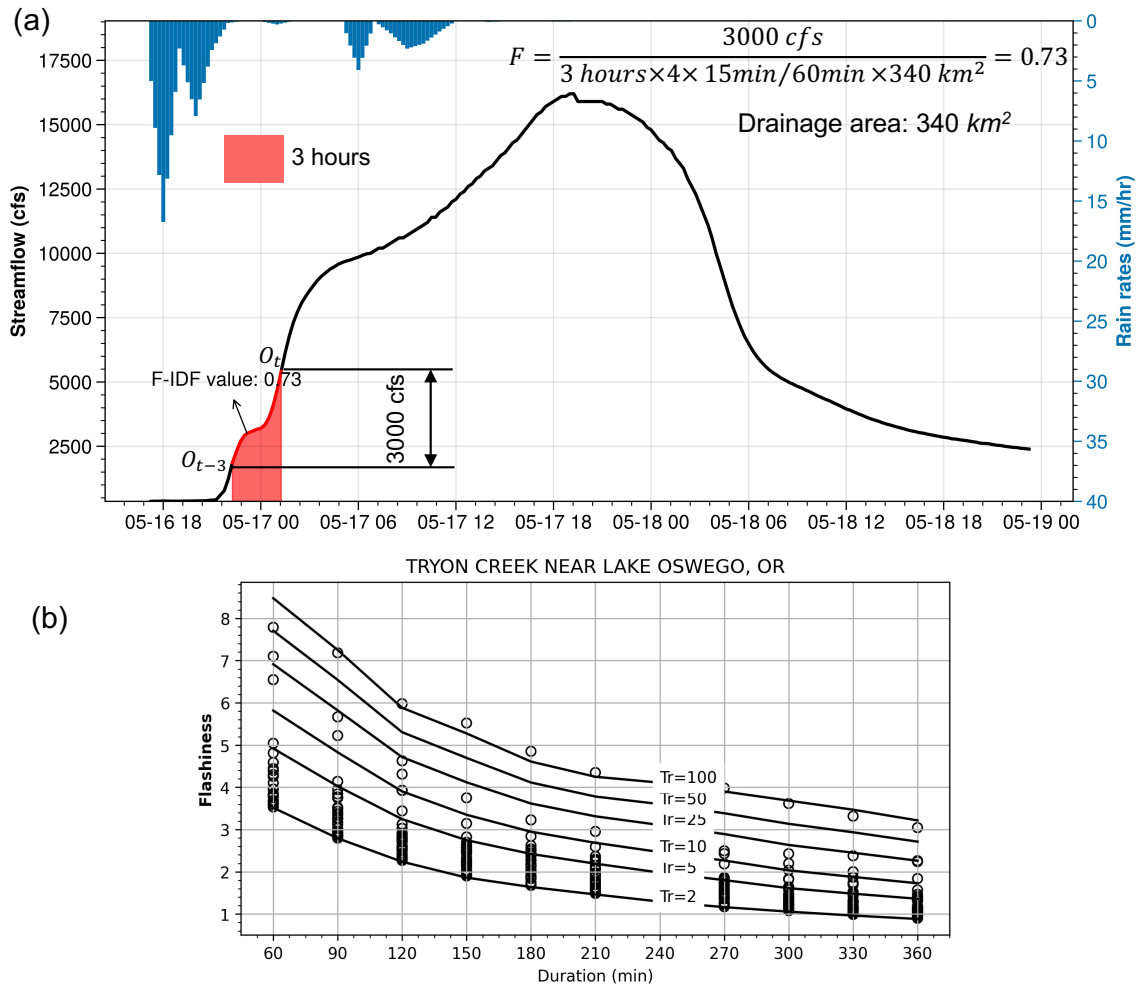 (a)
F = 3000 cfs / 3 hours×4× 15min/60min ×340 km² = 0.73
Drainage area: 340 km²
3 hours
Streamflow (cfs)
17500
15000
12500
10000
7500
5000
2500
0
5
10
15
20
25
30
35
40
Rain rates (mm/hr)
O_t
F-IDF value: 0.73
3000 cfs
O_{t−3}
05-16 18 05-17 00 05-17 06 05-17 12 05-17 18 05-18 00 05-18 06 05-18 12 05-18 18 05-19 00
(b)
TRYON CREEK NEAR LAKE OSWEGO, OR
Flashiness
8
7
6
5
4
3
2
1
Tr=100
Tr=50
Tr=25
Tr=10
Tr=5
Tr=2
60 90 120 150 180 210 240 270 300 330 360
Duration (min)